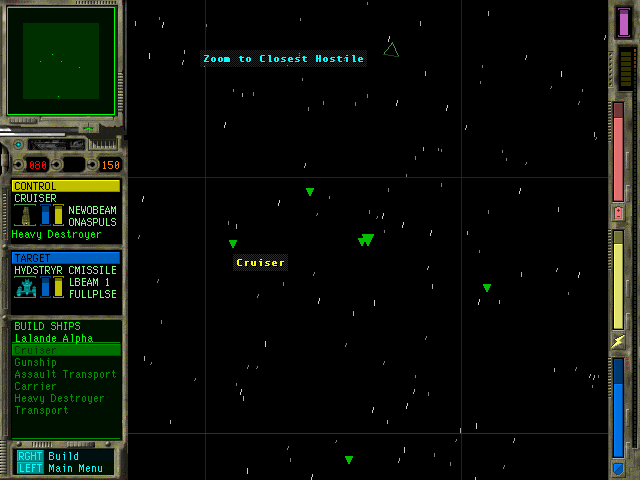 Zoom to Closest Hostile
080 150
CONTROL
CRUISER
NEWOBEAM
ONASPULS
Heavy Destroyer
Cruiser
TARGET
HYDSTRYR CMISSILE
LBEAM 1
FULLPLSE
BUILD SHIPS
Lalande Alpha
Cruiser
Gunship
Assault Transport
Carrier
Heavy Destroyer
Transport
RGHT Build
LEFT Main Menu